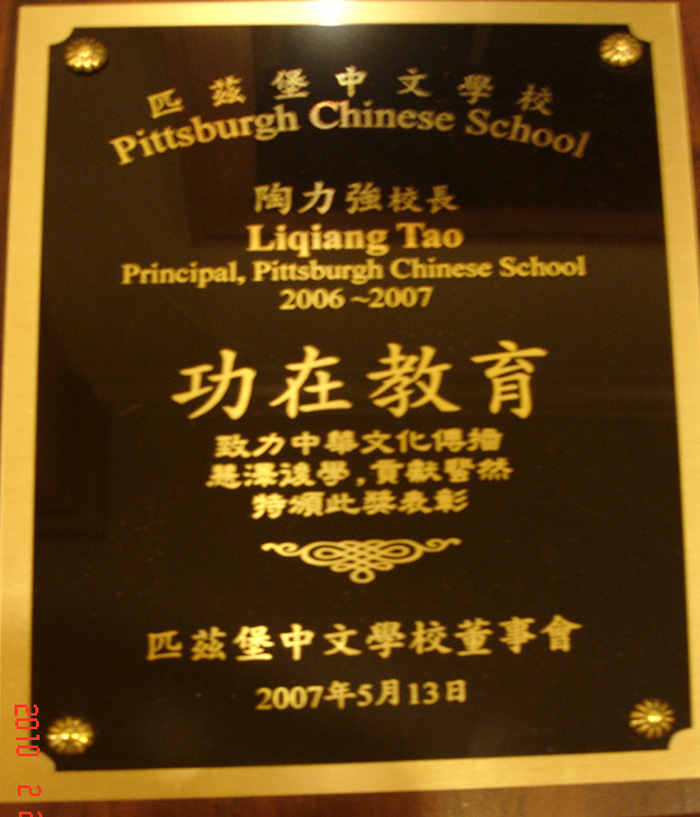 匹茲堡中文學校
Pittsburgh Chinese School
陶力強校長
Liqiang Tao
Principal, Pittsburgh Chinese School
2006 ~2007
功在教育
致力中華文化傳播
惠澤後學,貢獻譽然
特頒此獎表彰
匹茲堡中文學校董事會
2007年5月13日
2010 2